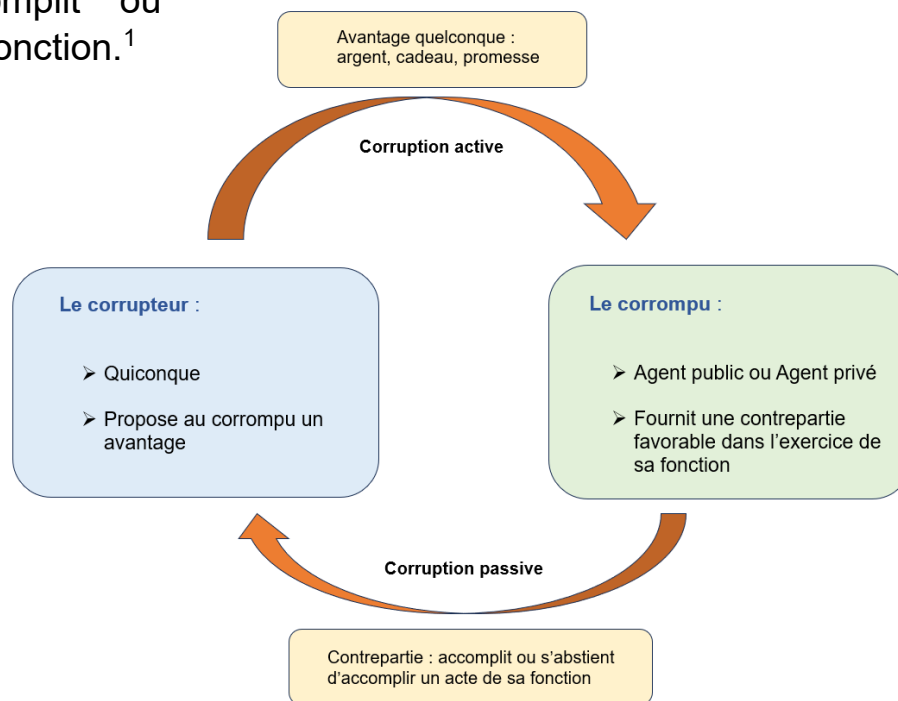 ou
onction.¹
Avantage quelconque :
argent, cadeau, promesse
Corruption active
Le corrupteur :
➢ Quiconque
➢ Propose au corrompu un
avantage
Le corrompu :
➢ Agent public ou Agent privé
➢ Fournit une contrepartie
favorable dans l’exercice de
sa fonction
Corruption passive
Contrepartie : accomplit ou s’abstient
d’accomplir un acte de sa fonction